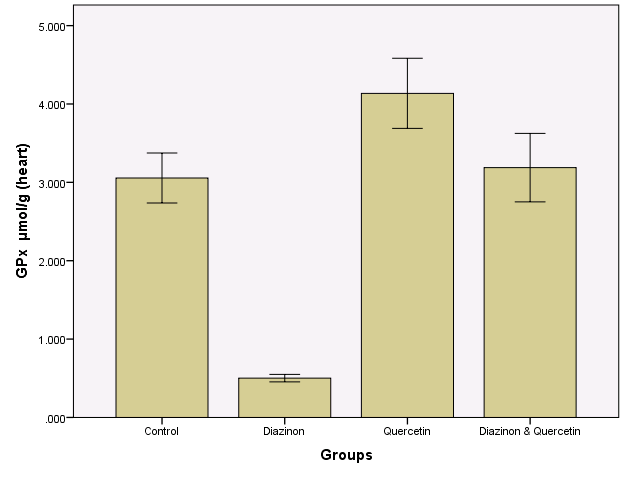 5.000
4.000
3.000
2.000
1.000
.000
GPx µmol/g (heart)
Control
Diazinon
Quercetin
Diazinon & Quercetin
Groups